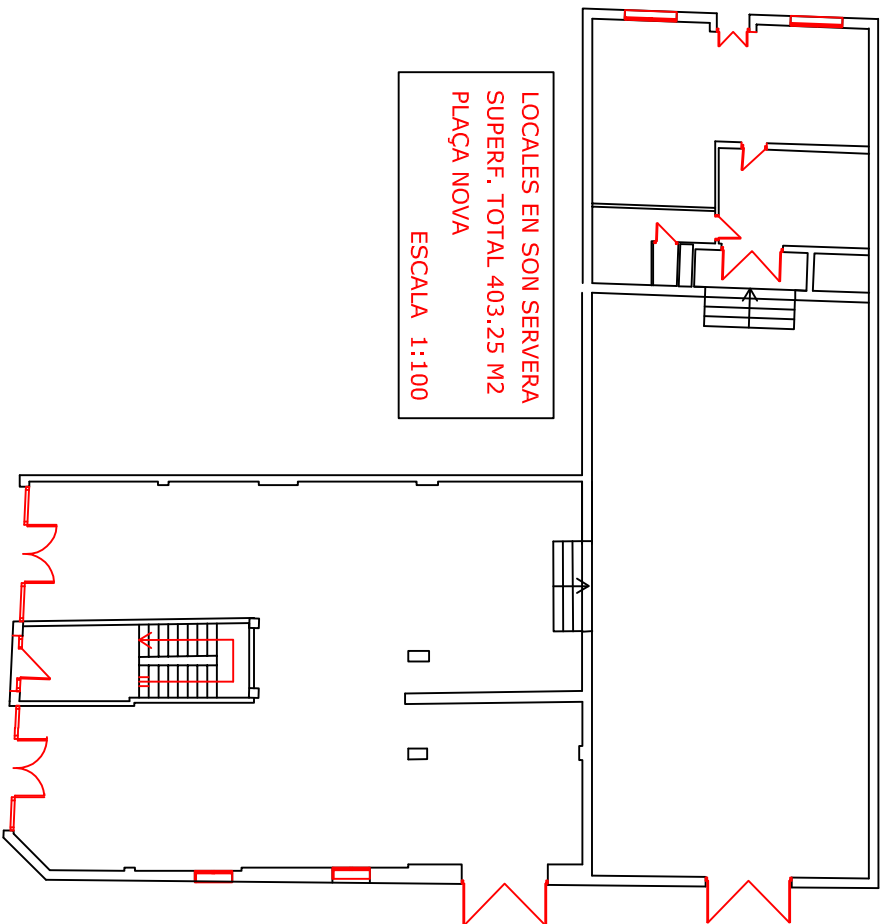 LOCALES EN SON SERVERA
SUPERF. TOTAL 403.25 M2
PLAÇA NOVA
ESCALA 1:100